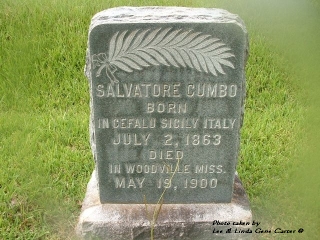 SALVATORE CUMBO
BORN
IN CEFALU SICILY ITALY
JULY 2, 1863
DIED
IN WOODVILLE MISS.
MAY 19, 1900
Photo taken by
Lee & Linda Gene Carter ©